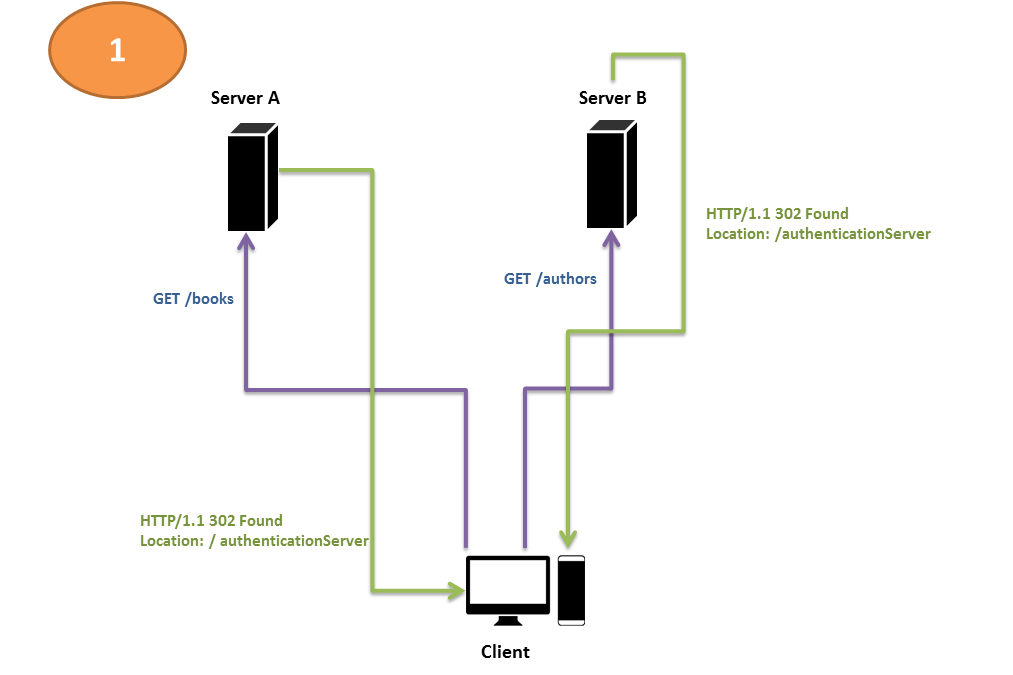 1
Server A
Server B
HTTP/1.1 302 Found
Location: /authenticationServer
GET /authors
GET /books
HTTP/1.1 302 Found
Location: / authenticationServer
Client